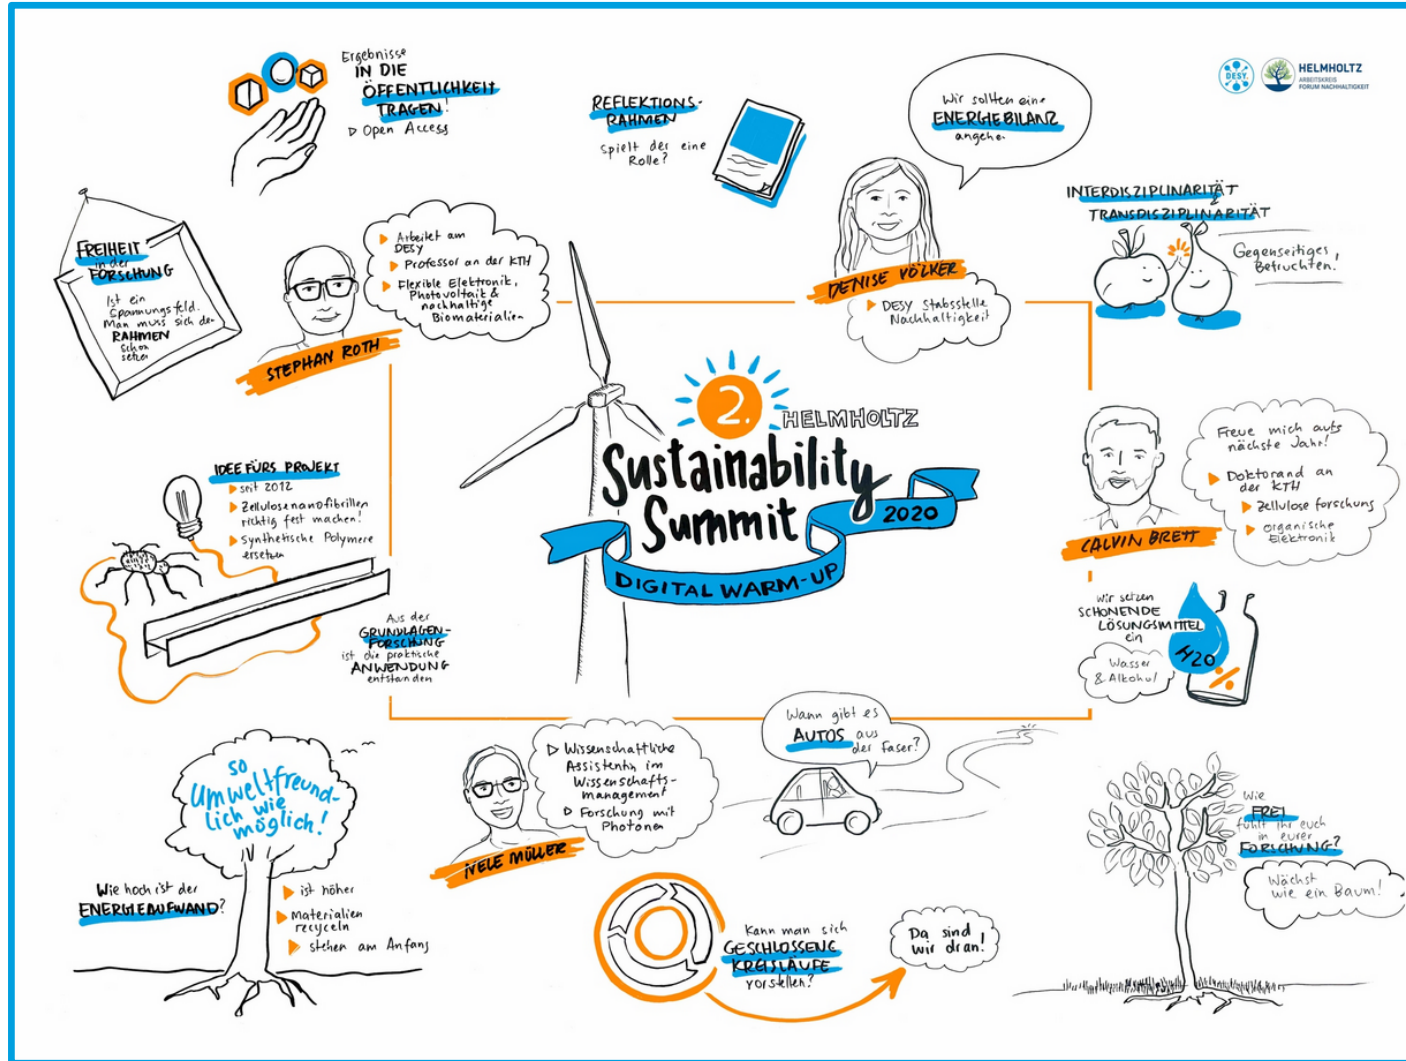 Ergebnisse
IN DIE
ÖFFENTLICHKEIT
TRAGEN!
▷ Open Access
REFLEKTIONS-
RAHMEN
spielt der eine
Rolle?
Wir sollten eine
ENERGIEBILANZ
angehen
DESY.
HELMHOLTZ
ARBEITSKREIS
FORUM NACHHALTIGKEIT
FREIHEIT
in der
FORSCHUNG
Ist ein
Spannungsfeld.
Man muss sich den
RAHMEN
schon
setzen
STEPHAN ROTH
Arbeitet am
DESY
Professor an der KTH
Flexible Elektronik,
Photovoltaik &
nachhaltige
Biomaterialien
DENISE VÖLKER
DESY Stabsstelle
Nachhaltigkeit
INTERDISZIPLINARITÄT
&
TRANSDISZIPLINARITÄT
Gegenseitiges
Befruchten!
2. HELMHOLTZ
Sustainability
Summit
2020
DIGITAL WARM-UP
IDEE FÜRS PROJEKT
seit 2012
Zellulosenanofibrillen
richtig fest machen!
Synthetische Polymere
ersetzen
Aus der
GRUNDLAGEN-
FORSCHUNG
ist die praktische
ANWENDUNG
entstanden
CALVIN BRETT
Freue mich aufs
nächste Jahr!
Doktorand an
der KTH
Zellulose forschung
organische
Elektronik
Wir setzen
SCHONENDE
LÖSUNGSMITTEL
ein
Wasser
& Alkohol
H2O
%
so
umweltfreund-
lich wie
möglich!
Wie hoch ist der
ENERGIEAUFWAND?
ist höher
Materialien
recyceln
stehen am Anfang
NELE MÜLLER
▷ Wissenschaftliche
Assistentin im
Wissenschafts-
management
▷ Forschung mit
Photonen
Wann gibt es
AUTOS aus
der Faser?
Kann man sich
GESCHLOSSENE
KREISLÄUFE
vorstellen?
Da sind
wir dran!
Wie
FREI
fühlt ihr euch
in eurer
FORSCHUNG?
Wächst
wie ein Baum!